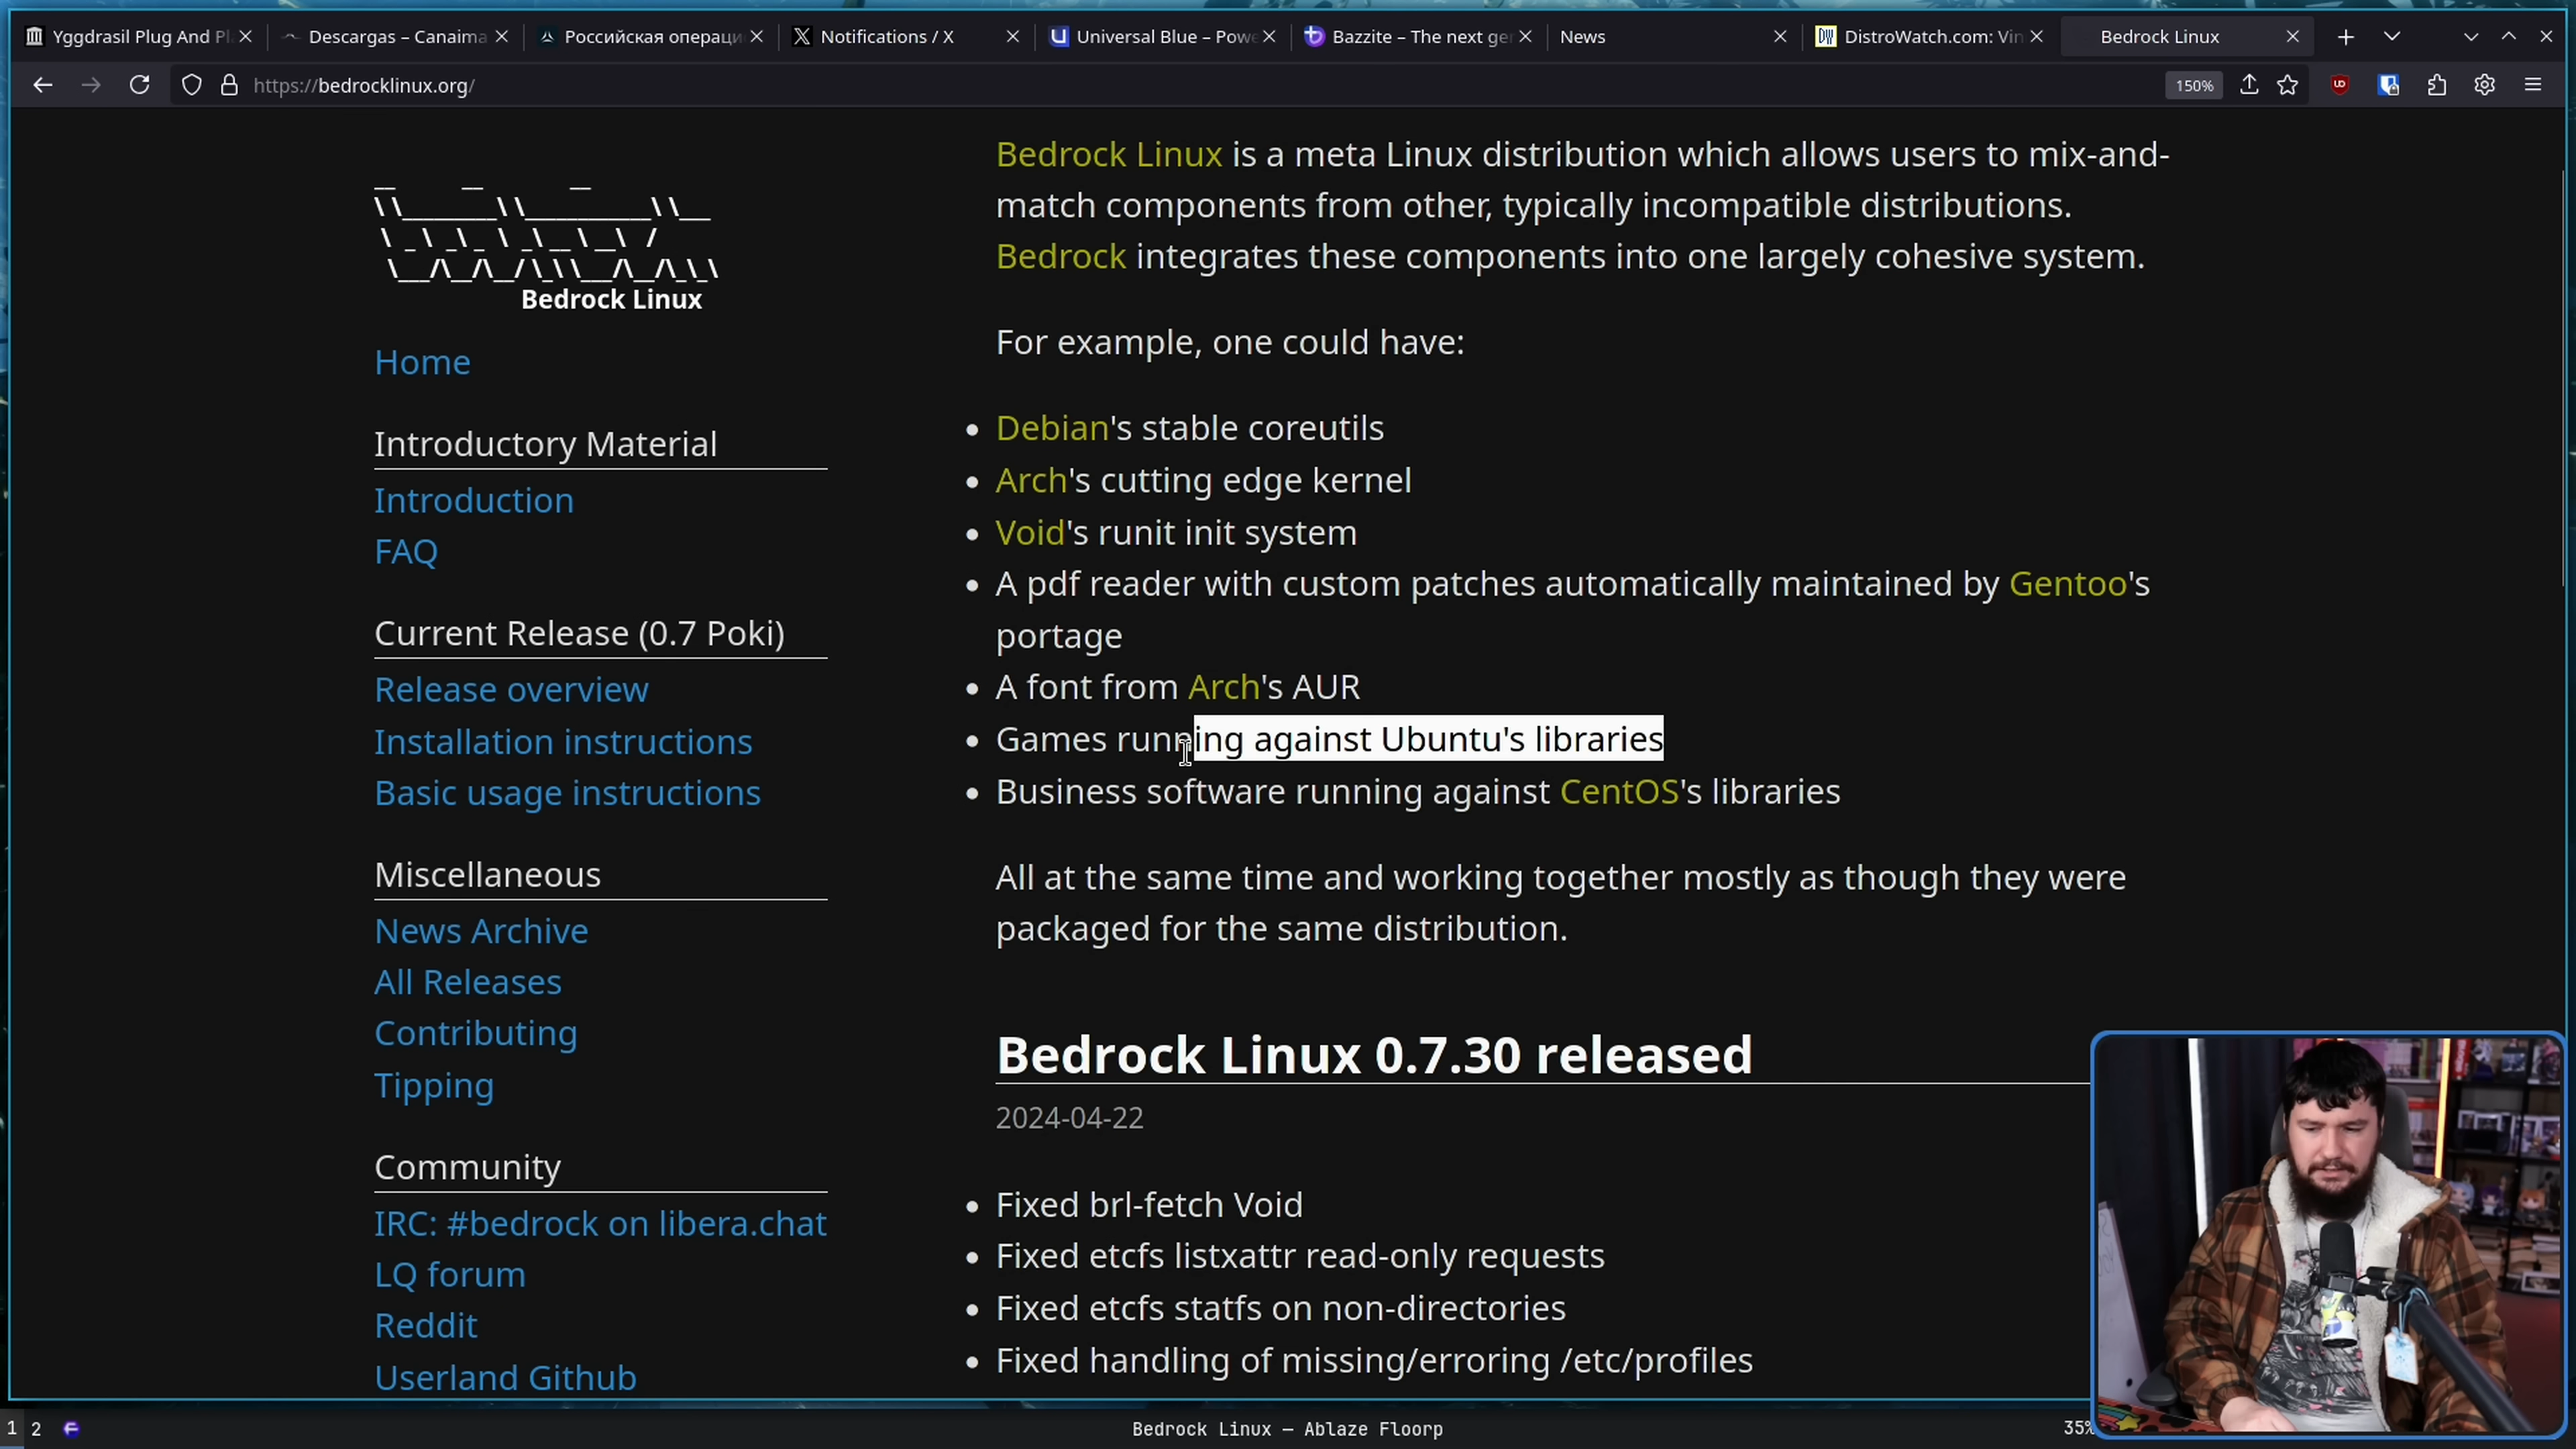 Yggdrasil Plug And Pl
Descargas – Canaima
Российская операци
Notifications / X
Universal Blue – Powe
Bazzite – The next ge
News
DistroWatch.com: Vin
Bedrock Linux
https://bedrocklinux.org/
150%
Bedrock Linux
Home
Introductory Material
Introduction
FAQ
Current Release (0.7 Poki)
Release overview
Installation instructions
Basic usage instructions
Miscellaneous
News Archive
All Releases
Contributing
Tipping
Community
IRC: #bedrock on libera.chat
LQ forum
Reddit
Userland Github
Bedrock Linux is a meta Linux distribution which allows users to mix-and-
match components from other, typically incompatible distributions.
Bedrock integrates these components into one largely cohesive system.
For example, one could have:
• Debian's stable coreutils
• Arch's cutting edge kernel
• Void's runit init system
• A pdf reader with custom patches automatically maintained by Gentoo's
portage
• A font from Arch's AUR
• Games running against Ubuntu's libraries
• Business software running against CentOS's libraries
All at the same time and working together mostly as though they were
packaged for the same distribution.
Bedrock Linux 0.7.30 released
2024-04-22
• Fixed brl-fetch Void
• Fixed etcfs listxattr read-only requests
• Fixed etcfs statfs on non-directories
• Fixed handling of missing/erroring /etc/profiles
1 2
Bedrock Linux — Ablaze Floorp
35%